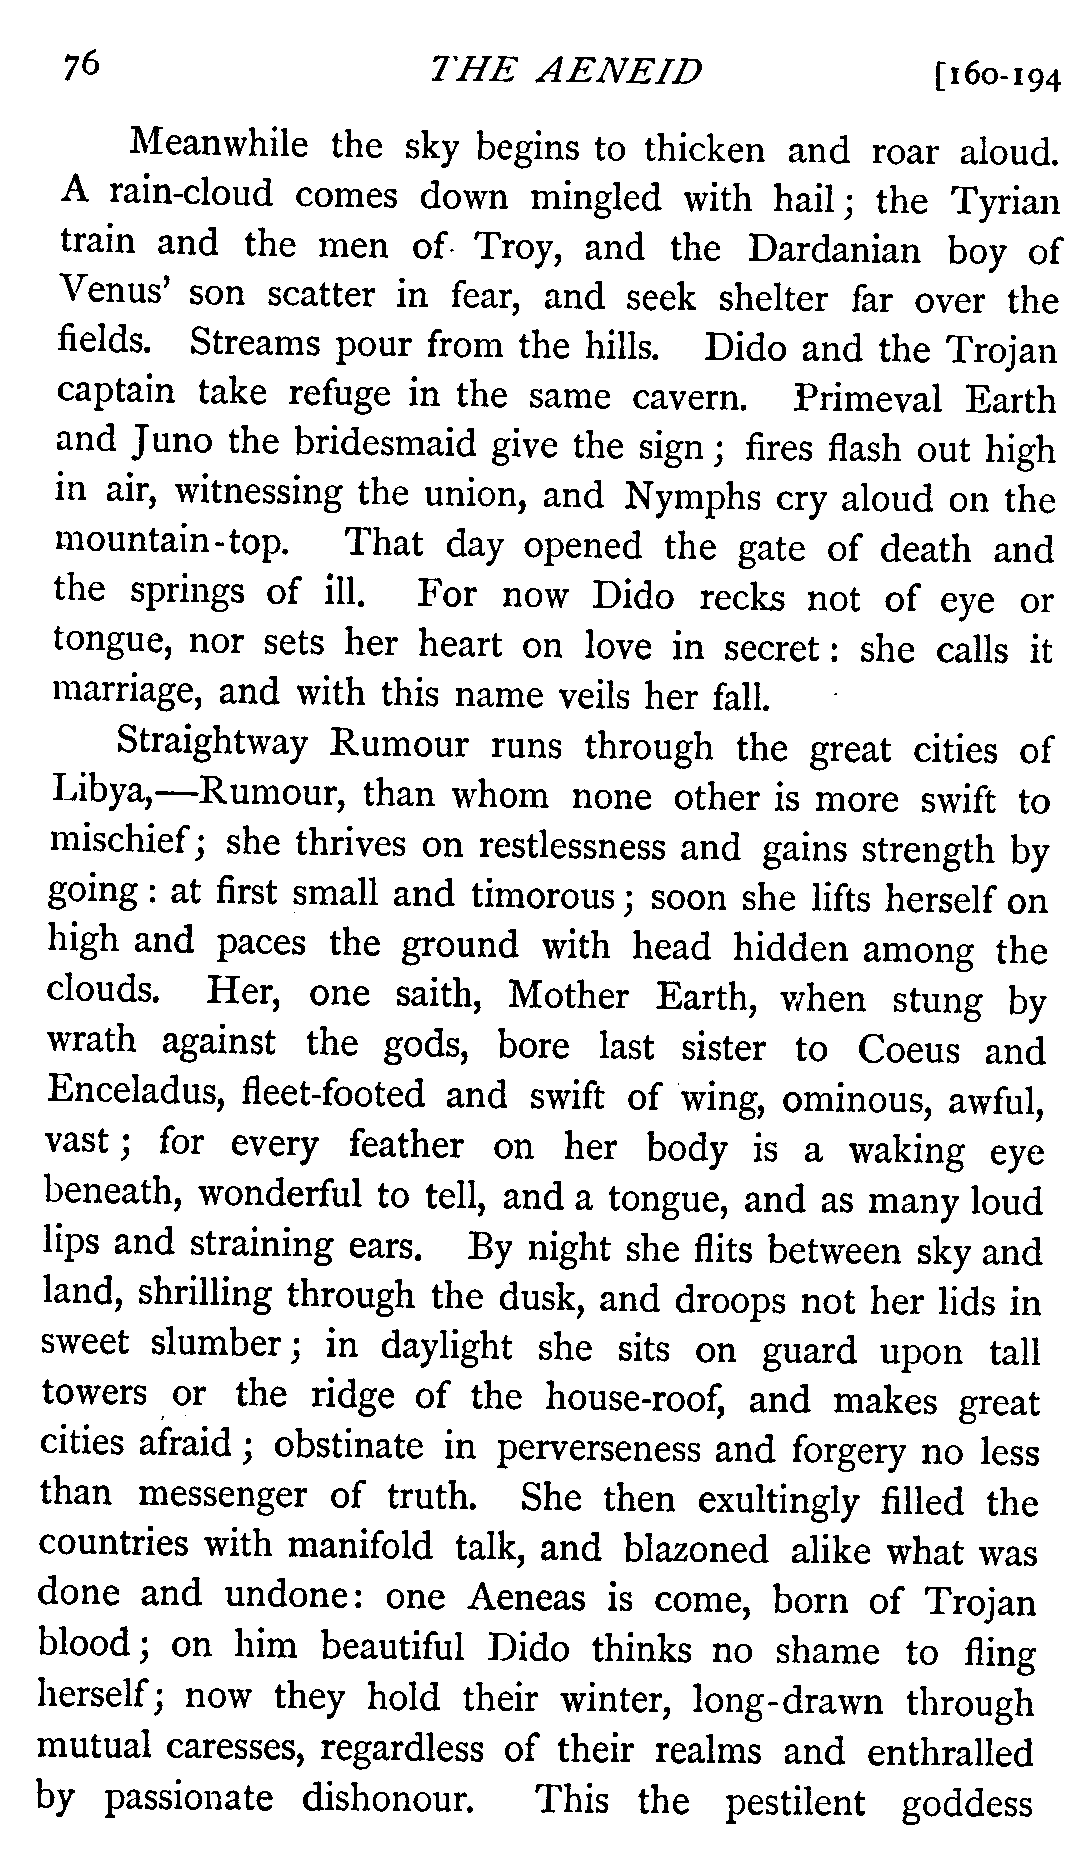 76 THE AENEID [160-194
Meanwhile the sky begins to thicken and roar aloud.
A rain-cloud comes down mingled with hail ; the Tyrian
train and the men of Troy, and the Dardanian boy of
Venus' son scatter in fear, and seek shelter far over the
fields. Streams pour from the hills. Dido and the Trojan
captain take refuge in the same cavern. Primeval Earth
and Juno the bridesmaid give the sign ; fires flash out high
in air, witnessing the union, and Nymphs cry aloud on the
mountain-top. That day opened the gate of death and
the springs of ill. For now Dido recks not of eye or
tongue, nor sets her heart on love in secret : she calls it
marriage, and with this name veils her fall.
Straightway Rumour runs through the great cities of
Libya,—Rumour, than whom none other is more swift to
mischief ; she thrives on restlessness and gains strength by
going : at first small and timorous ; soon she lifts herself on
high and paces the ground with head hidden among the
clouds. Her, one saith, Mother Earth, when stung by
wrath against the gods, bore last sister to Coeus and
Enceladus, fleet-footed and swift of wing, ominous, awful,
vast ; for every feather on her body is a waking eye
beneath, wonderful to tell, and a tongue, and as many loud
lips and straining ears. By night she flits between sky and
land, shrilling through the dusk, and droops not her lids in
sweet slumber ; in daylight she sits on guard upon tall
towers or the ridge of the house-roof, and makes great
cities afraid ; obstinate in perverseness and forgery no less
than messenger of truth. She then exultingly filled the
countries with manifold talk, and blazoned alike what was
done and undone: one Aeneas is come, born of Trojan
blood ; on him beautiful Dido thinks no shame to fling
herself ; now they hold their winter, long-drawn through
mutual caresses, regardless of their realms and enthralled
by passionate dishonour. This the pestilent goddess